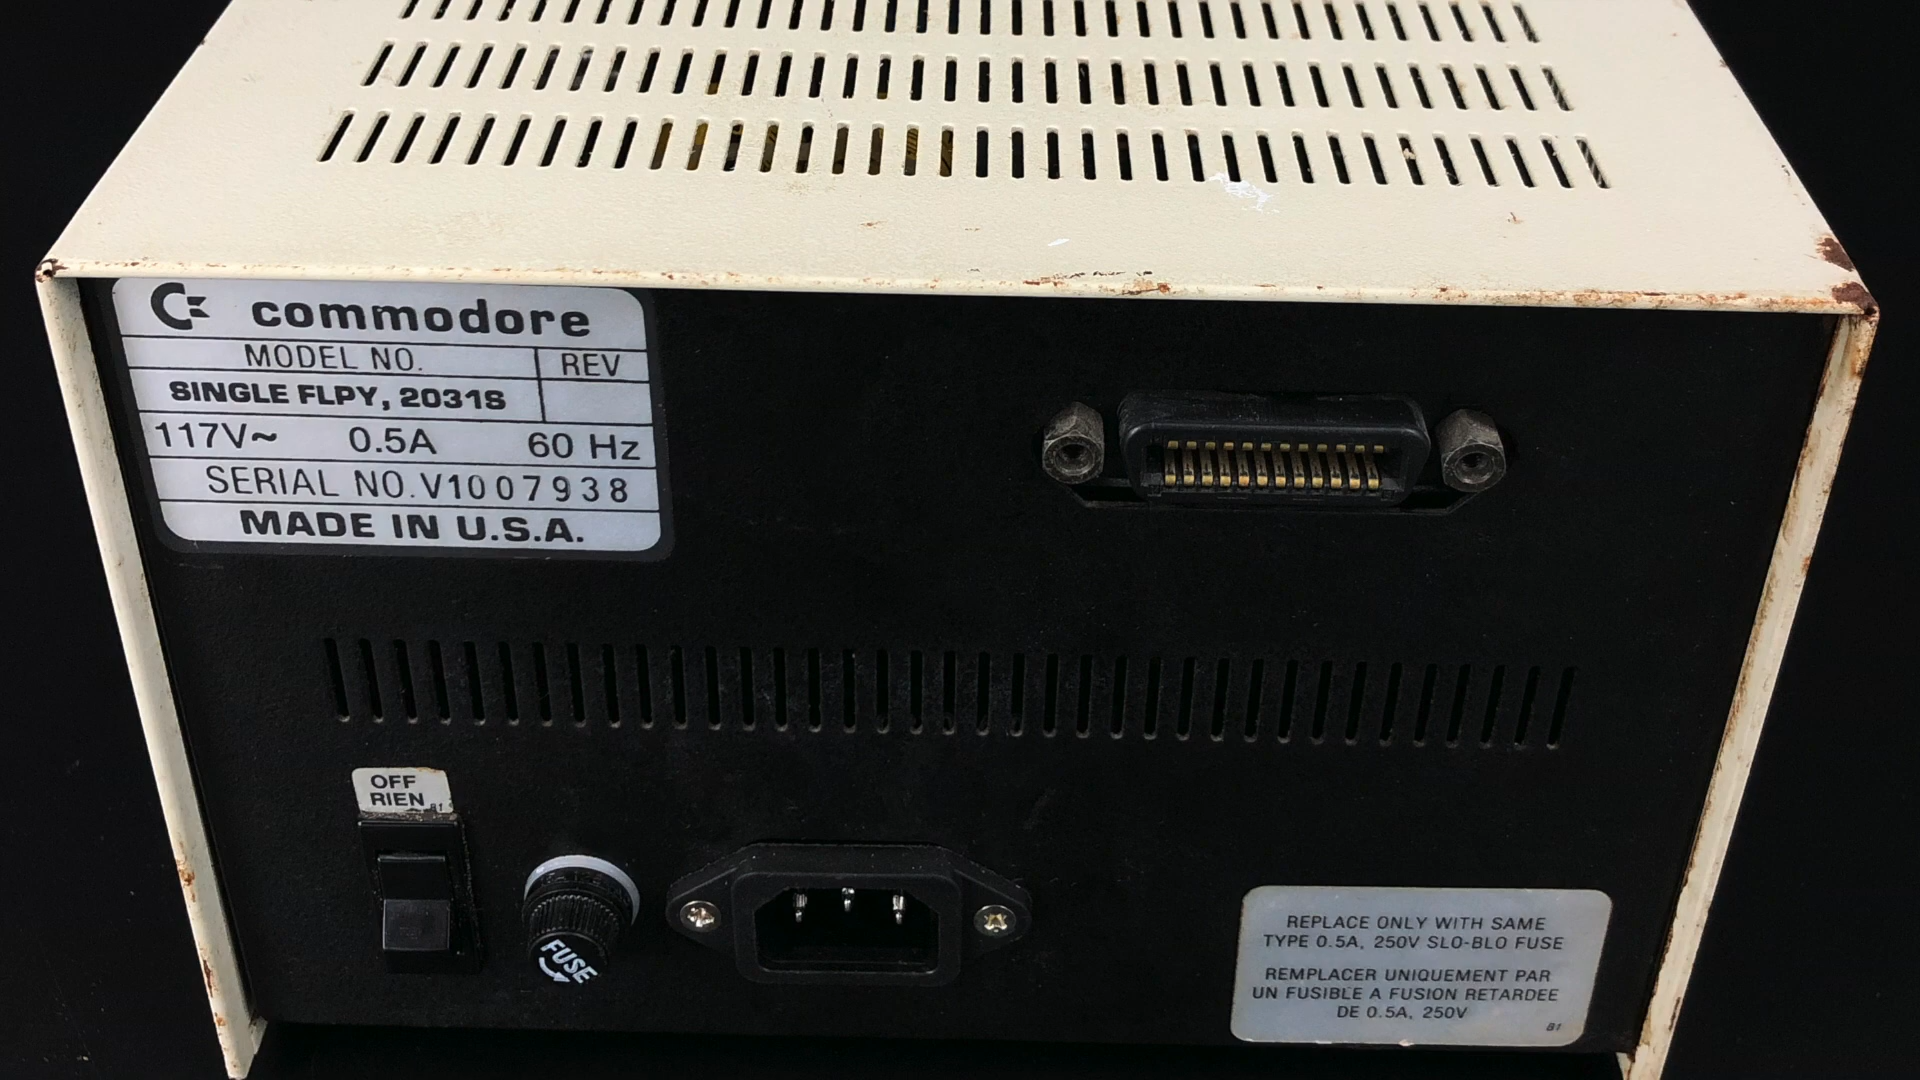 commodore
MODEL NO. REV
SINGLE FLPY, 2031S
117V~ 0.5A 60 Hz
SERIAL NO. V1007938
MADE IN U.S.A.
OFF
RIEN 81
FUSE
REPLACE ONLY WITH SAME
TYPE 0.5A, 250V SLO-BLO FUSE
REMPLACER UNIQUEMENT PAR
UN FUSIBLE A FUSION RETARDEE
DE 0.5A, 250V
81